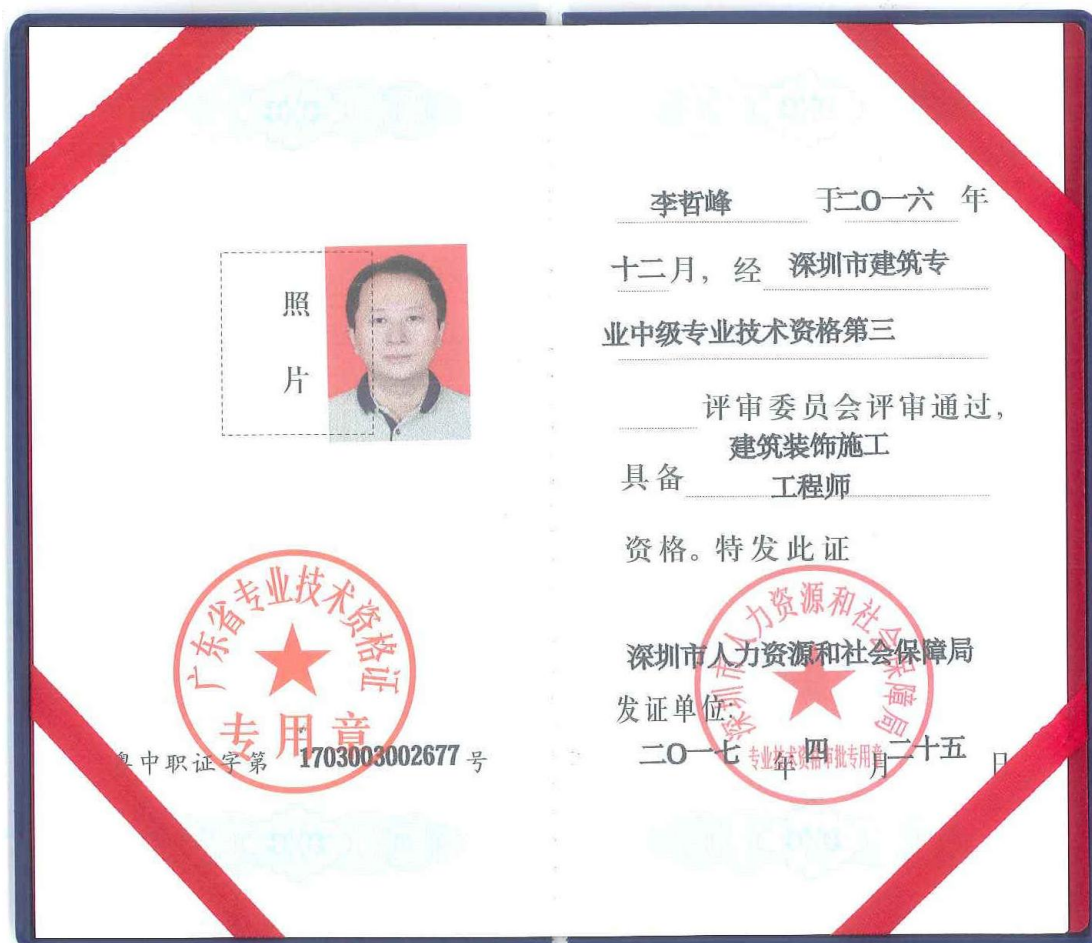 照
片
广东省专业技术资格证
专用章
粤中职证字第 1703003002677 号
李哲峰 于二〇一六 年
十二月，经 深圳市建筑专
业中级专业技术资格第三
评审委员会评审通过，
建筑装饰施工
具备 工程师
资格。特发此证
深圳市人力资源和社会保障局
深圳市人力资源和社会保障局
发证单位：
二〇一七 年 四 月 二十五 日
专业技术资格审批专用章